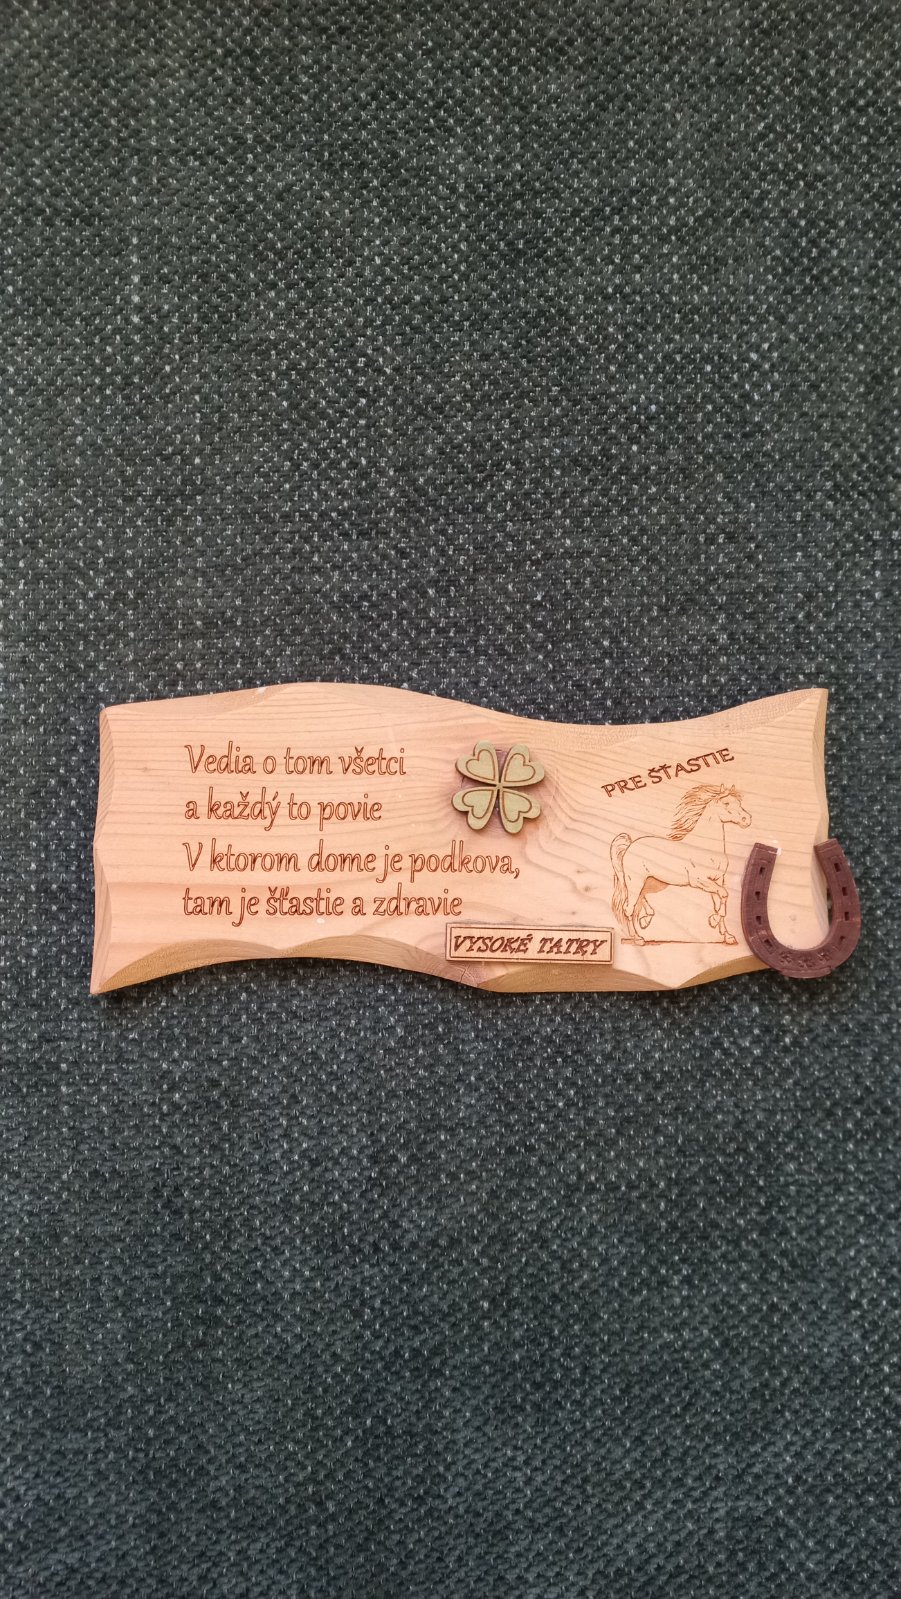 Vedia o tom všetci
a každý to povie
V ktorom dome je podkova,
tam je šťastie a zdravie
PRE ŠŤASTIE
VYSOKÉ TATRY